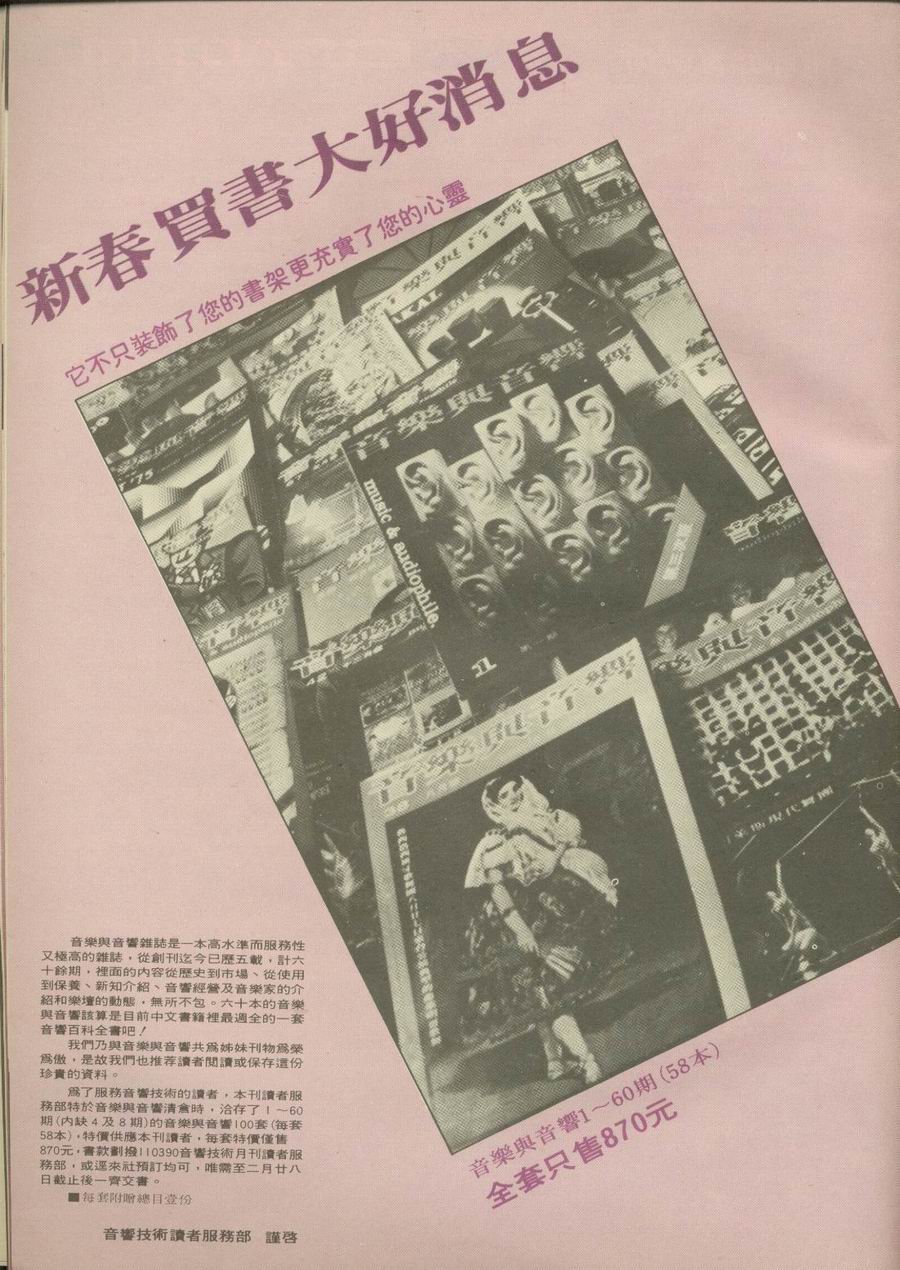 新春買書大好消息
它不只裝飾了您的書架更充實了您的心靈
音樂與音響
music & audiophile.
1
音樂與音響
音樂與音響1～60期(58本)
全套只售870元
音樂與音響雜誌是一本高水準而服務性
又極高的雜誌，從創刊迄今已歷五載，計六
十餘期，裡面的內容從歷史到市場、從使用
到保養、新知介紹、音響經營及音樂家的介
紹和樂壇的動態，無所不包。六十本的音樂
與音響該算是目前中文書籍裡最週全的一套
音響百科全書吧！
我們乃與音樂與音響共爲姊妹刊物爲榮
爲傲，是故我們也推荐讀者閱讀或保存這份
珍貴的資料。
爲了服務音響技術的讀者，本刊讀者服
務部特於音樂與音響清倉時，洽存了1～60
期(內缺4及8期)的音樂與音響100套(每套
58本)，特價供應本刊讀者，每套特價僅售
870元，書款劃撥110390音響技術月刊讀者服
務部，或逕來社預訂均可，唯需至二月廿八
日截止後一齊交書。
■每套附贈總目壹份
音響技術讀者服務部　謹啓